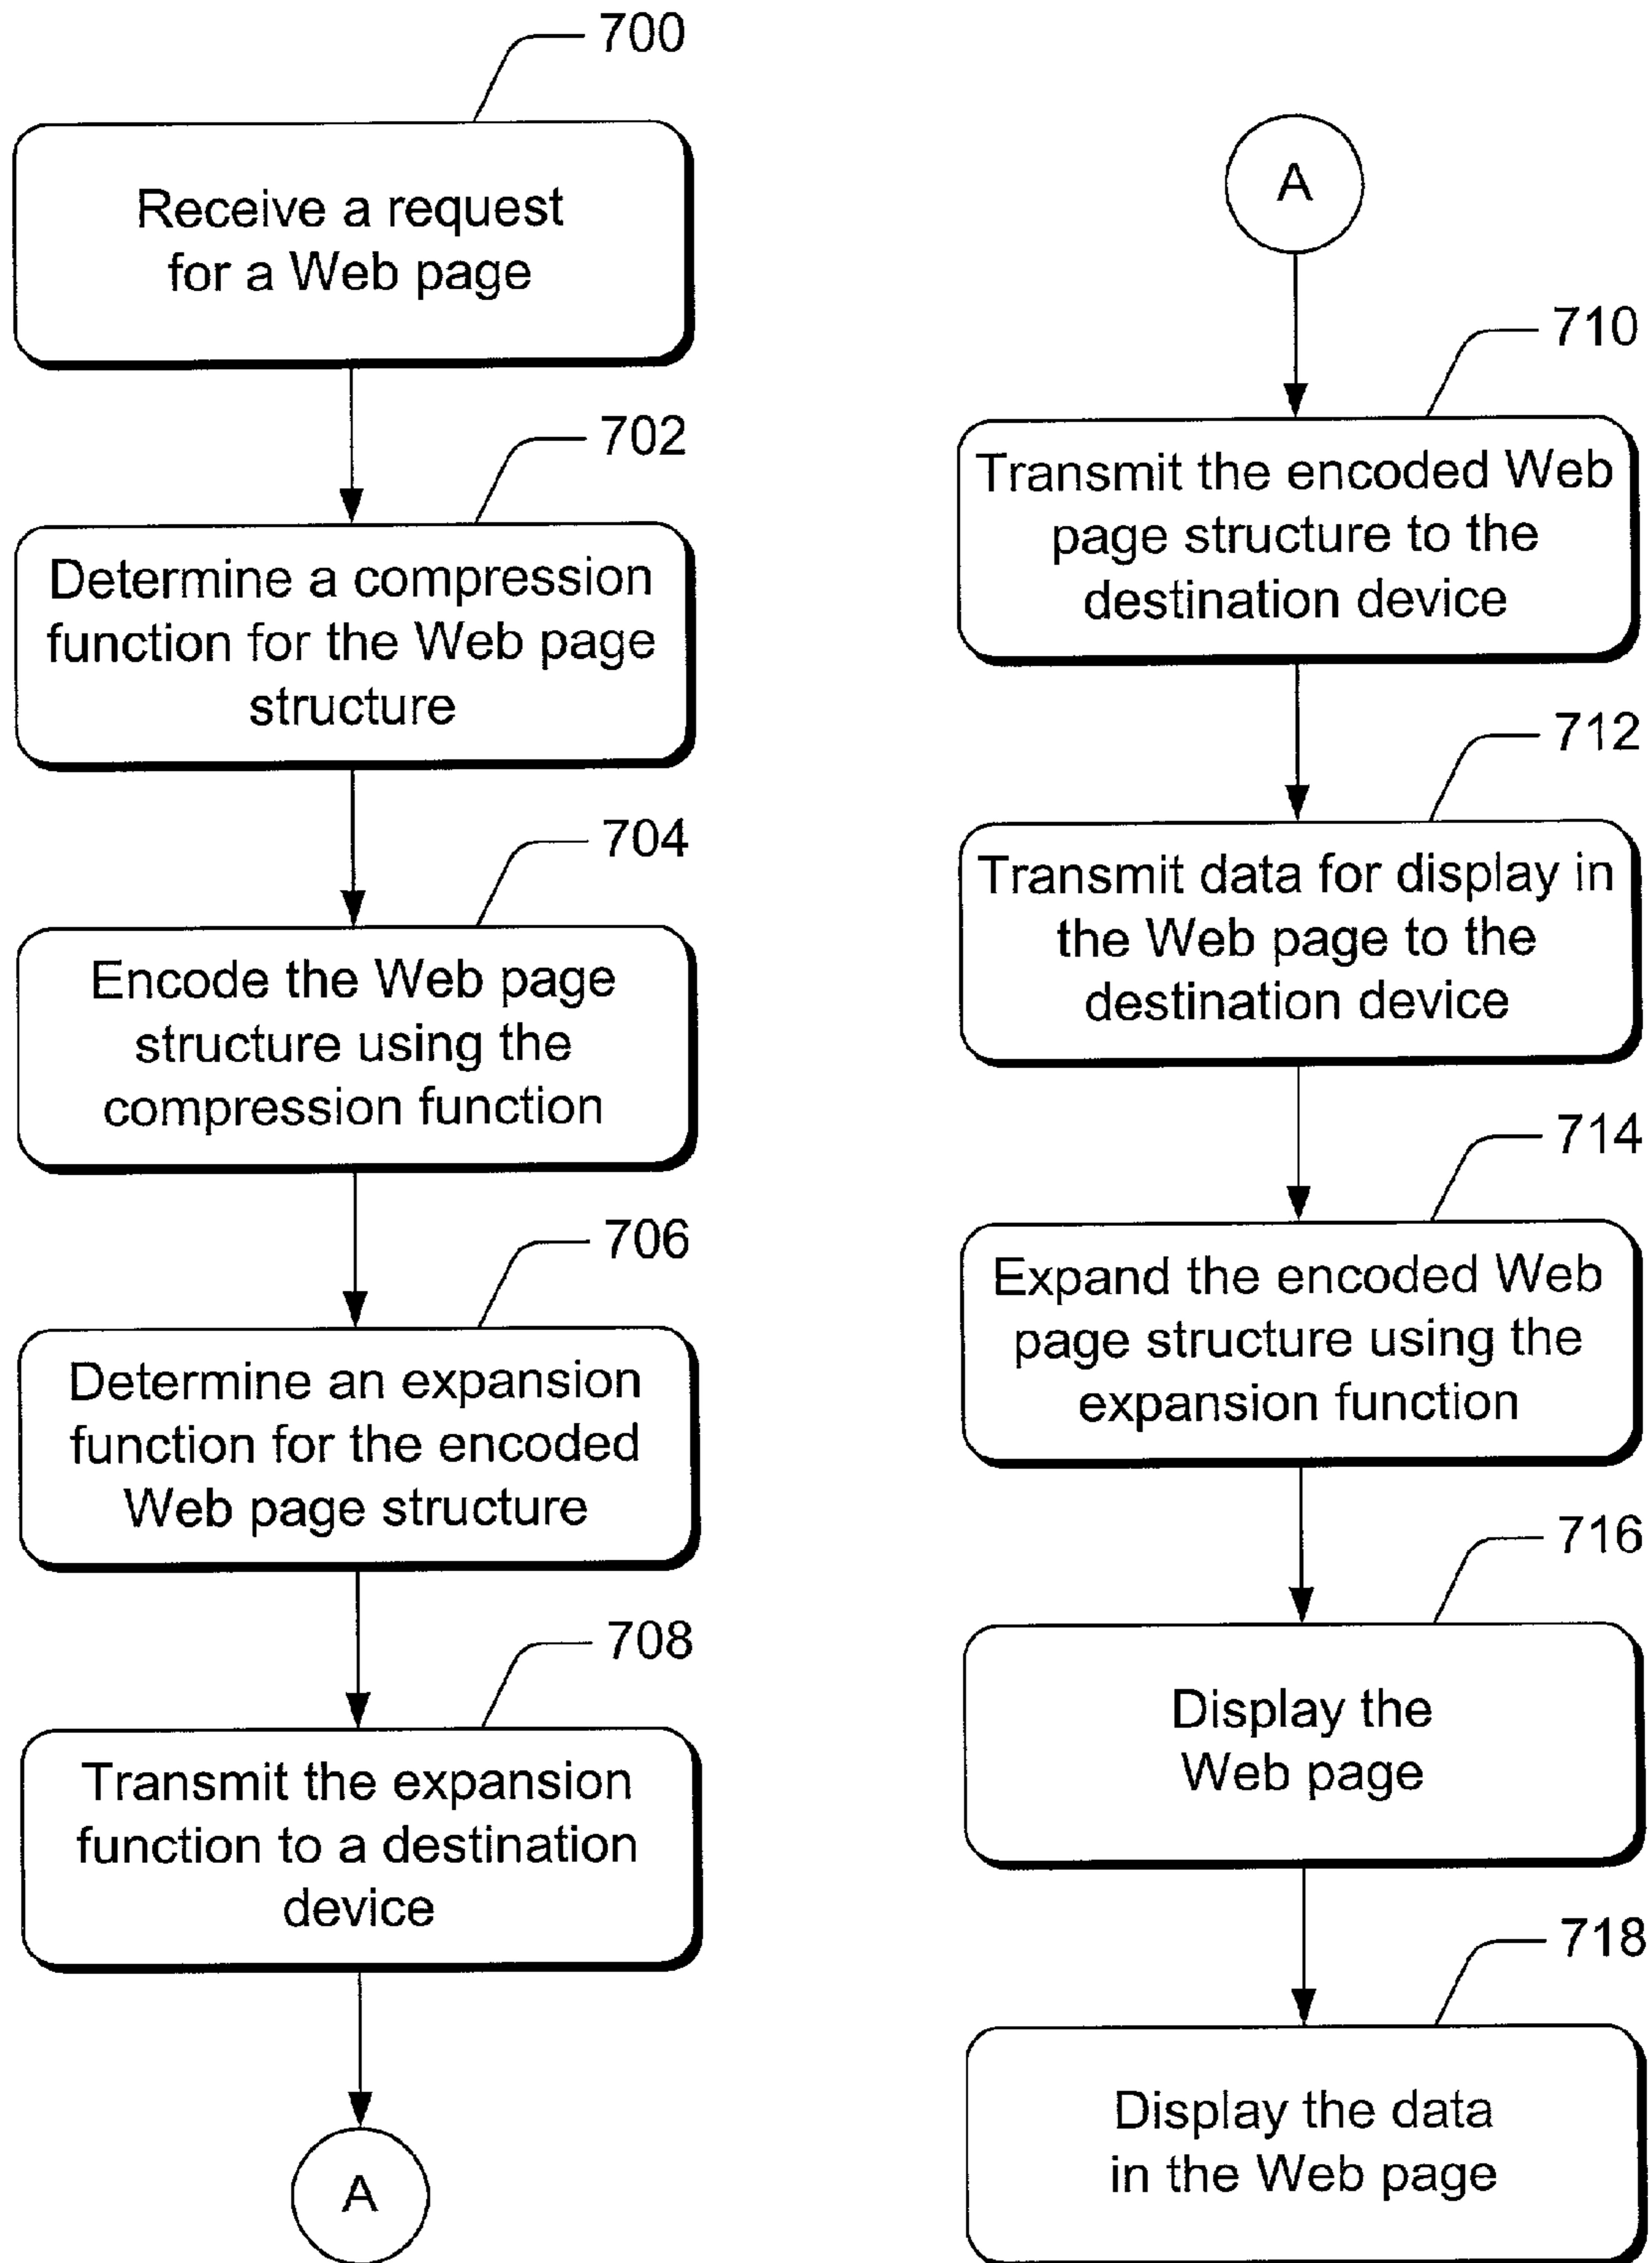 700
Receive a request
for a Web page
702
Determine a compression
function for the Web page
structure
704
Encode the Web page
structure using the
compression function
706
Determine an expansion
function for the encoded
Web page structure
708
Transmit the expansion
function to a destination
device
A
A
710
Transmit the encoded Web
page structure to the
destination device
712
Transmit data for display in
the Web page to the
destination device
714
Expand the encoded Web
page structure using the
expansion function
716
Display the
Web page
718
Display the data
in the Web page